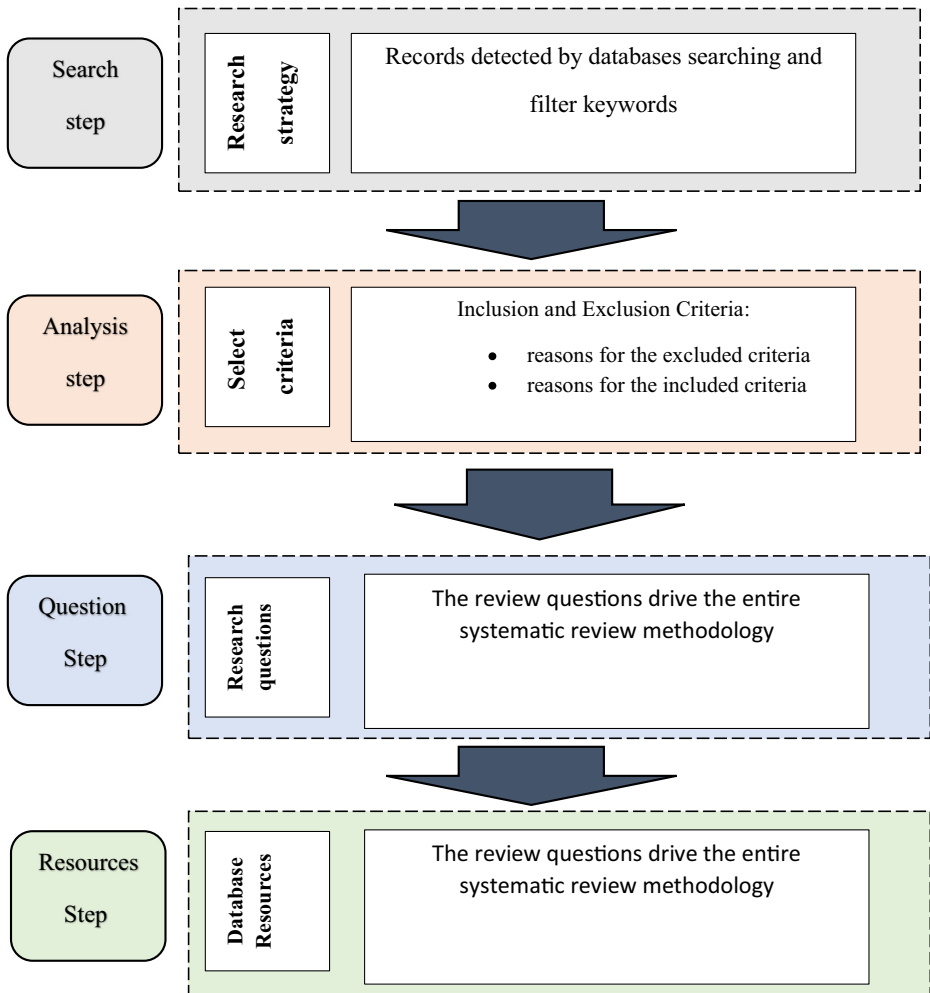 Search
step
Research
strategy
Records detected by databases searching and
filter keywords
Analysis
step
Select
criteria
Inclusion and Exclusion Criteria:
• reasons for the excluded criteria
• reasons for the included criteria
Question
Step
Research
questions
The review questions drive the entire
systematic review methodology
Resources
Step
Database
Resources
The review questions drive the entire
systematic review methodology